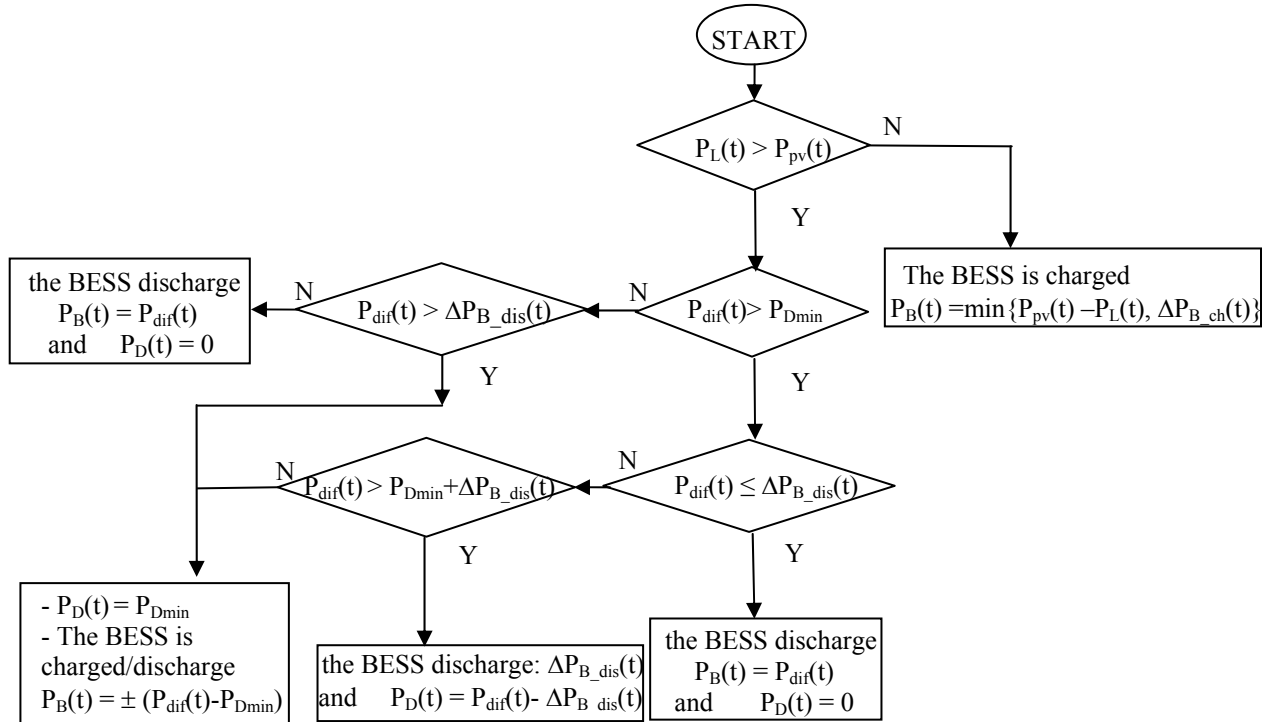 START
P_L(t) > P_pv(t)
N
Y
The BESS is charged
P_B(t) =min{P_pv(t) –P_L(t), ΔP_B_ch(t)}
P_dif(t)> P_Dmin
N
Y
P_dif(t) > ΔP_B_dis(t)
N
Y
the BESS discharge
P_B(t) = P_dif(t)
and P_D(t) = 0
P_dif(t) ≤ ΔP_B_dis(t)
N
Y
P_dif(t) > P_Dmin+ΔP_B_dis(t)
N
Y
- P_D(t) = P_Dmin
- The BESS is
charged/discharge
P_B(t) = ± (P_dif(t)-P_Dmin)
the BESS discharge: ΔP_B_dis(t)
and P_D(t) = P_dif(t)- ΔP_B_dis(t)
the BESS discharge
P_B(t) = P_dif(t)
and P_D(t) = 0